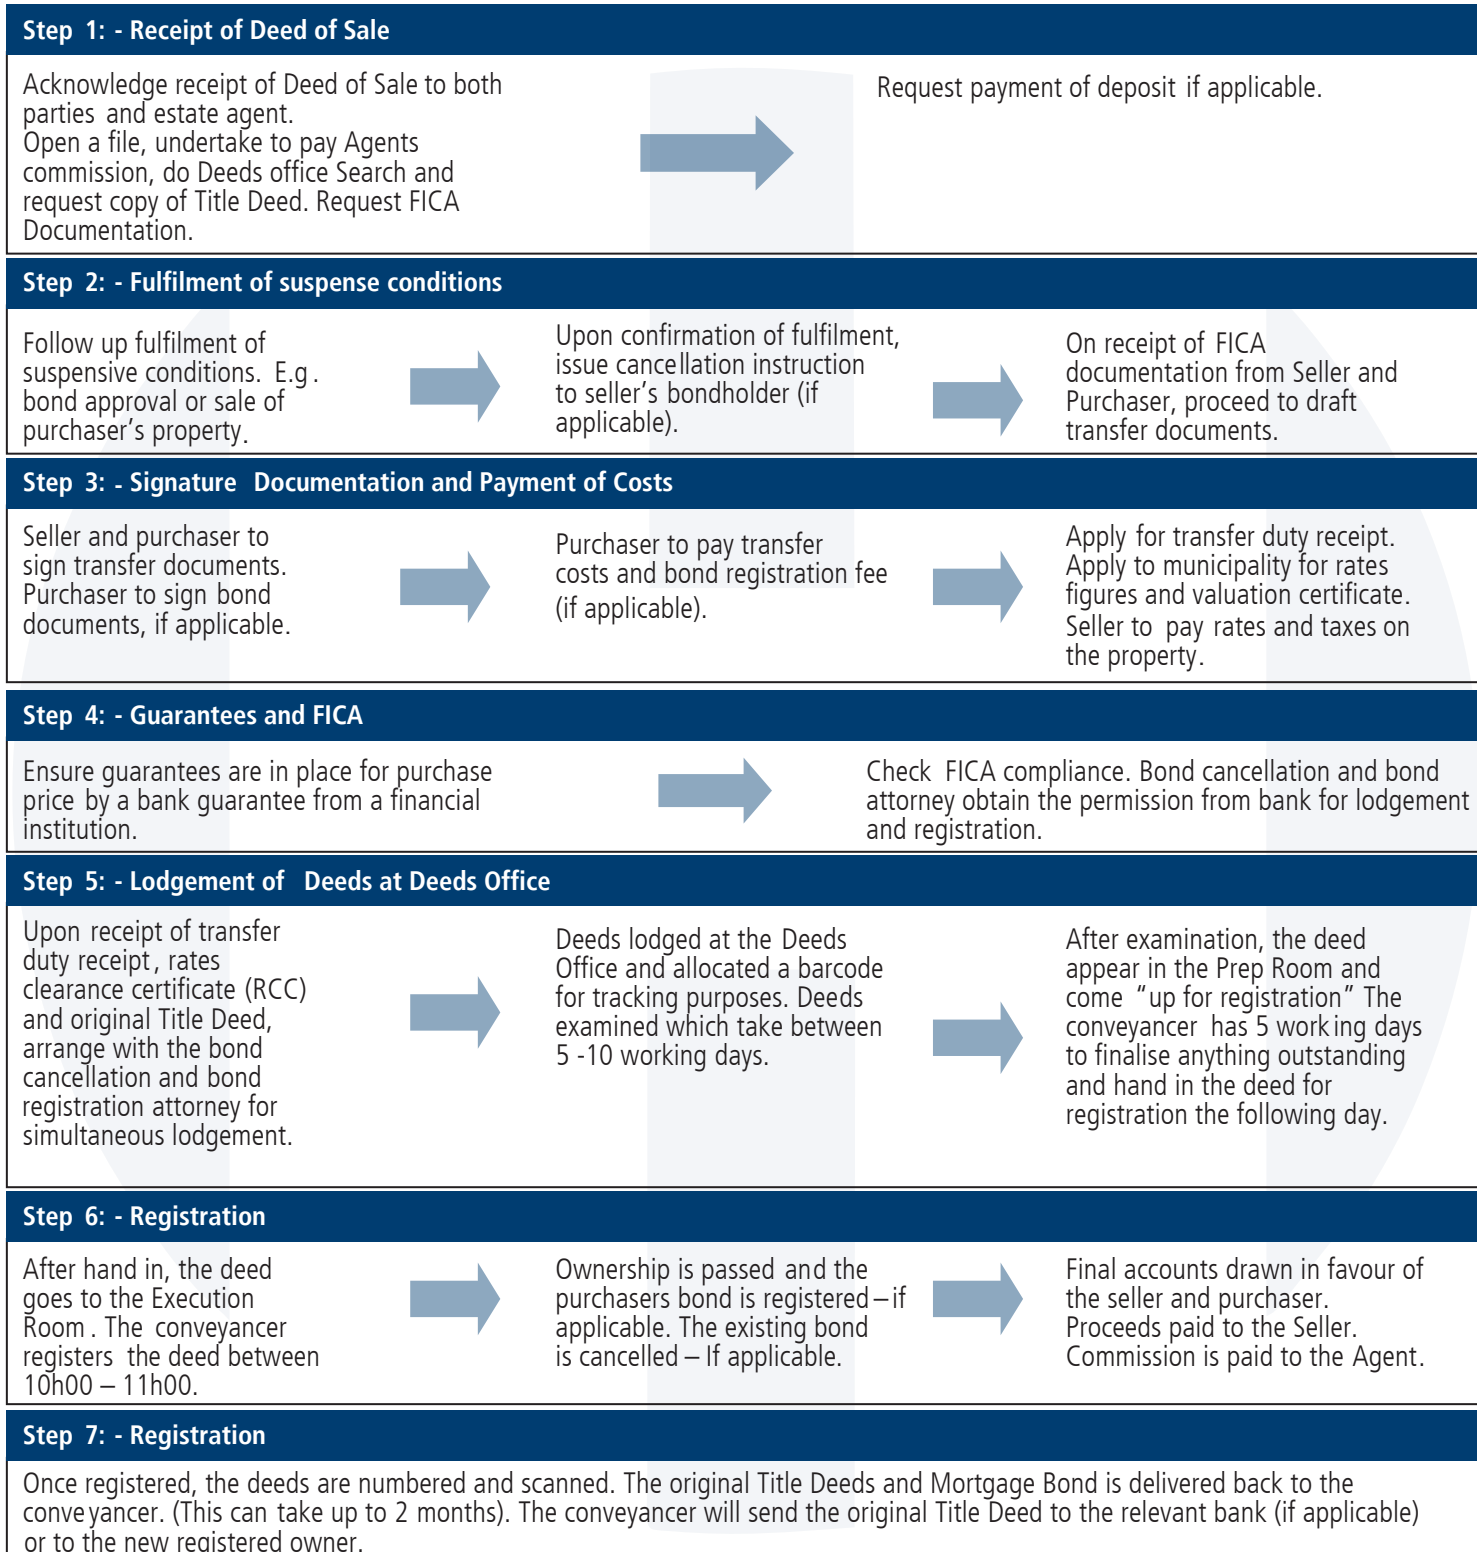 Step 1: - Receipt of Deed of Sale
Acknowledge receipt of Deed of Sale to both
parties and estate agent.
Open a file, undertake to pay Agents
commission, do Deeds office Search and
request copy of Title Deed. Request FICA
Documentation.
Request payment of deposit if applicable.
Step 2: - Fulfilment of suspense conditions
Follow up fulfilment of
suspensive conditions. E.g.
bond approval or sale of
purchaser’s property.
Upon confirmation of fulfilment,
issue cancellation instruction
to seller’s bondholder (if
applicable).
On receipt of FICA
documentation from Seller and
Purchaser, proceed to draft
transfer documents.
Step 3: - Signature Documentation and Payment of Costs
Seller and purchaser to
sign transfer documents.
Purchaser to sign bond
documents, if applicable.
Purchaser to pay transfer
costs and bond registration fee
(if applicable).
Apply for transfer duty receipt.
Apply to municipality for rates
figures and valuation certificate.
Seller to pay rates and taxes on
the property.
Step 4: - Guarantees and FICA
Ensure guarantees are in place for purchase
price by a bank guarantee from a financial
institution.
Check FICA compliance. Bond cancellation and bond
attorney obtain the permission from bank for lodgement
and registration.
Step 5: - Lodgement of Deeds at Deeds Office
Upon receipt of transfer
duty receipt, rates
clearance certificate (RCC)
and original Title Deed,
arrange with the bond
cancellation and bond
registration attorney for
simultaneous lodgement.
Deeds lodged at the Deeds
Office and allocated a barcode
for tracking purposes. Deeds
examined which take between
5 -10 working days.
After examination, the deed
appear in the Prep Room and
come “up for registration” The
conveyancer has 5 working days
to finalise anything outstanding
and hand in the deed for
registration the following day.
Step 6: - Registration
After hand in, the deed
goes to the Execution
Room. The conveyancer
registers the deed between
10h00 – 11h00.
Ownership is passed and the
purchasers bond is registered – if
applicable. The existing bond
is cancelled – If applicable.
Final accounts drawn in favour of
the seller and purchaser.
Proceeds paid to the Seller.
Commission is paid to the Agent.
Step 7: - Registration
Once registered, the deeds are numbered and scanned. The original Title Deeds and Mortgage Bond is delivered back to the
conveyancer. (This can take up to 2 months). The conveyancer will send the original Title Deed to the relevant bank (if applicable)
or to the new registered owner.